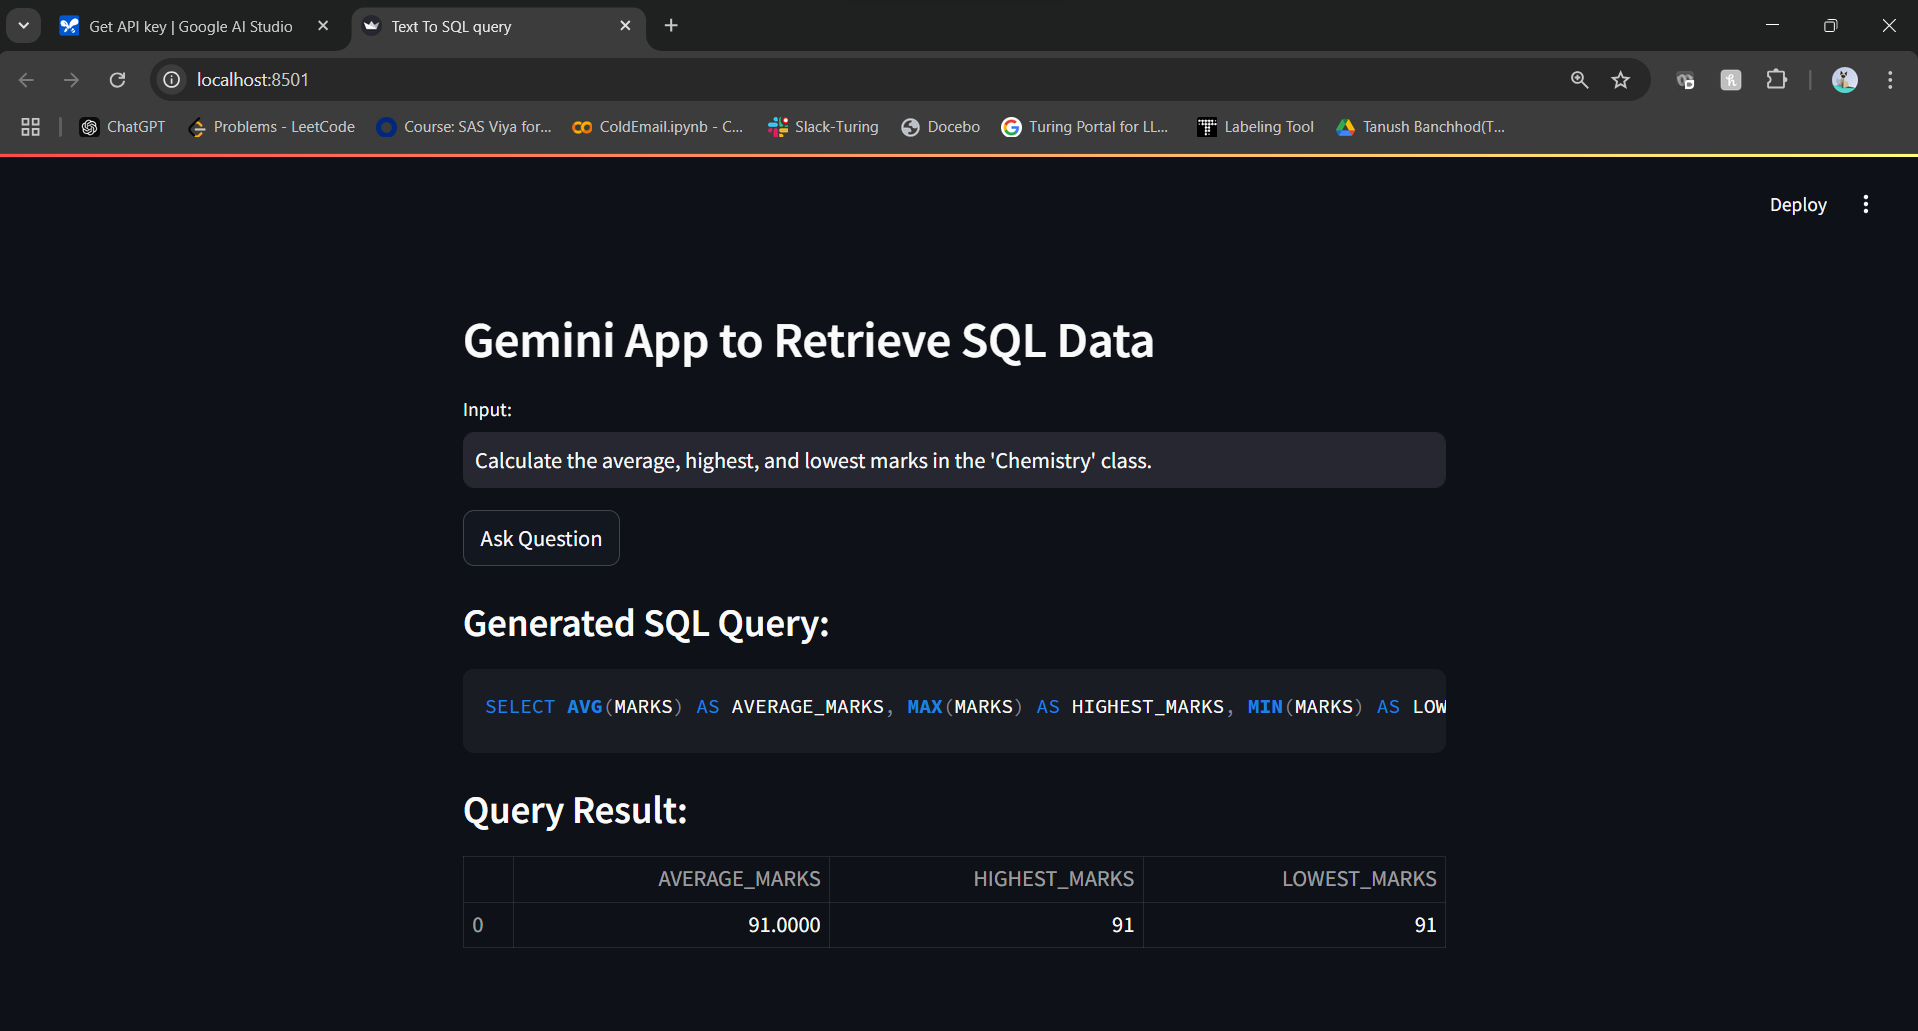 Get API key | Google AI Studio
Text To SQL query
localhost:8501
ChatGPT
Problems - LeetCode
Course: SAS Viya for...
ColdEmail.ipynb - C...
Slack-Turing
Docebo
Turing Portal for LL...
Labeling Tool
Tanush Banchhod(T...
Deploy
Gemini App to Retrieve SQL Data
Input:
Calculate the average, highest, and lowest marks in the 'Chemistry' class.
Ask Question
Generated SQL Query:
SELECT AVG(MARKS) AS AVERAGE_MARKS, MAX(MARKS) AS HIGHEST_MARKS, MIN(MARKS) AS LOW
Query Result:
AVERAGE_MARKS HIGHEST_MARKS LOWEST_MARKS
0 91.0000 91 91